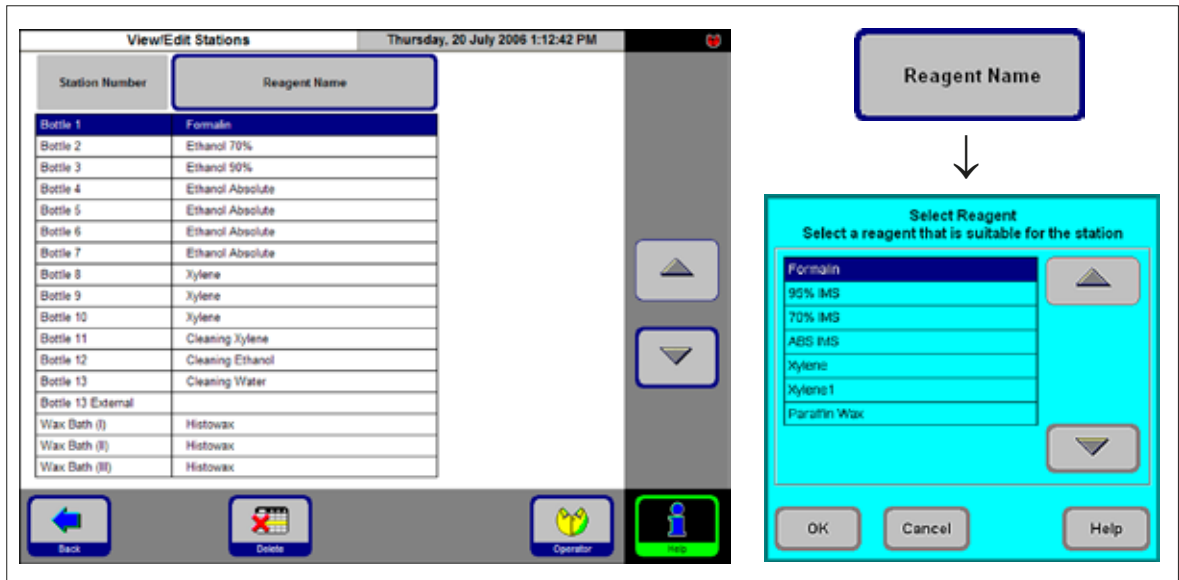 View/Edit Stations Thursday, 20 July 2006 1:12:42 PM
Station Number Reagent Name
Bottle 1 Formalin
Bottle 2 Ethanol 70%
Bottle 3 Ethanol 90%
Bottle 4 Ethanol Absolute
Bottle 5 Ethanol Absolute
Bottle 6 Ethanol Absolute
Bottle 7 Ethanol Absolute
Bottle 8 Xylene
Bottle 9 Xylene
Bottle 10 Xylene
Bottle 11 Cleaning Xylene
Bottle 12 Cleaning Ethanol
Bottle 13 Cleaning Water
Bottle 13 External
Wax Bath (I) Histowax
Wax Bath (II) Histowax
Wax Bath (III) Histowax
Back Delete Operator Help
Reagent Name
Select Reagent
Select a reagent that is suitable for the station
Formalin
95% IMS
70% IMS
ABS IMS
Xylene
Xylene1
Paraffin Wax
OK Cancel Help